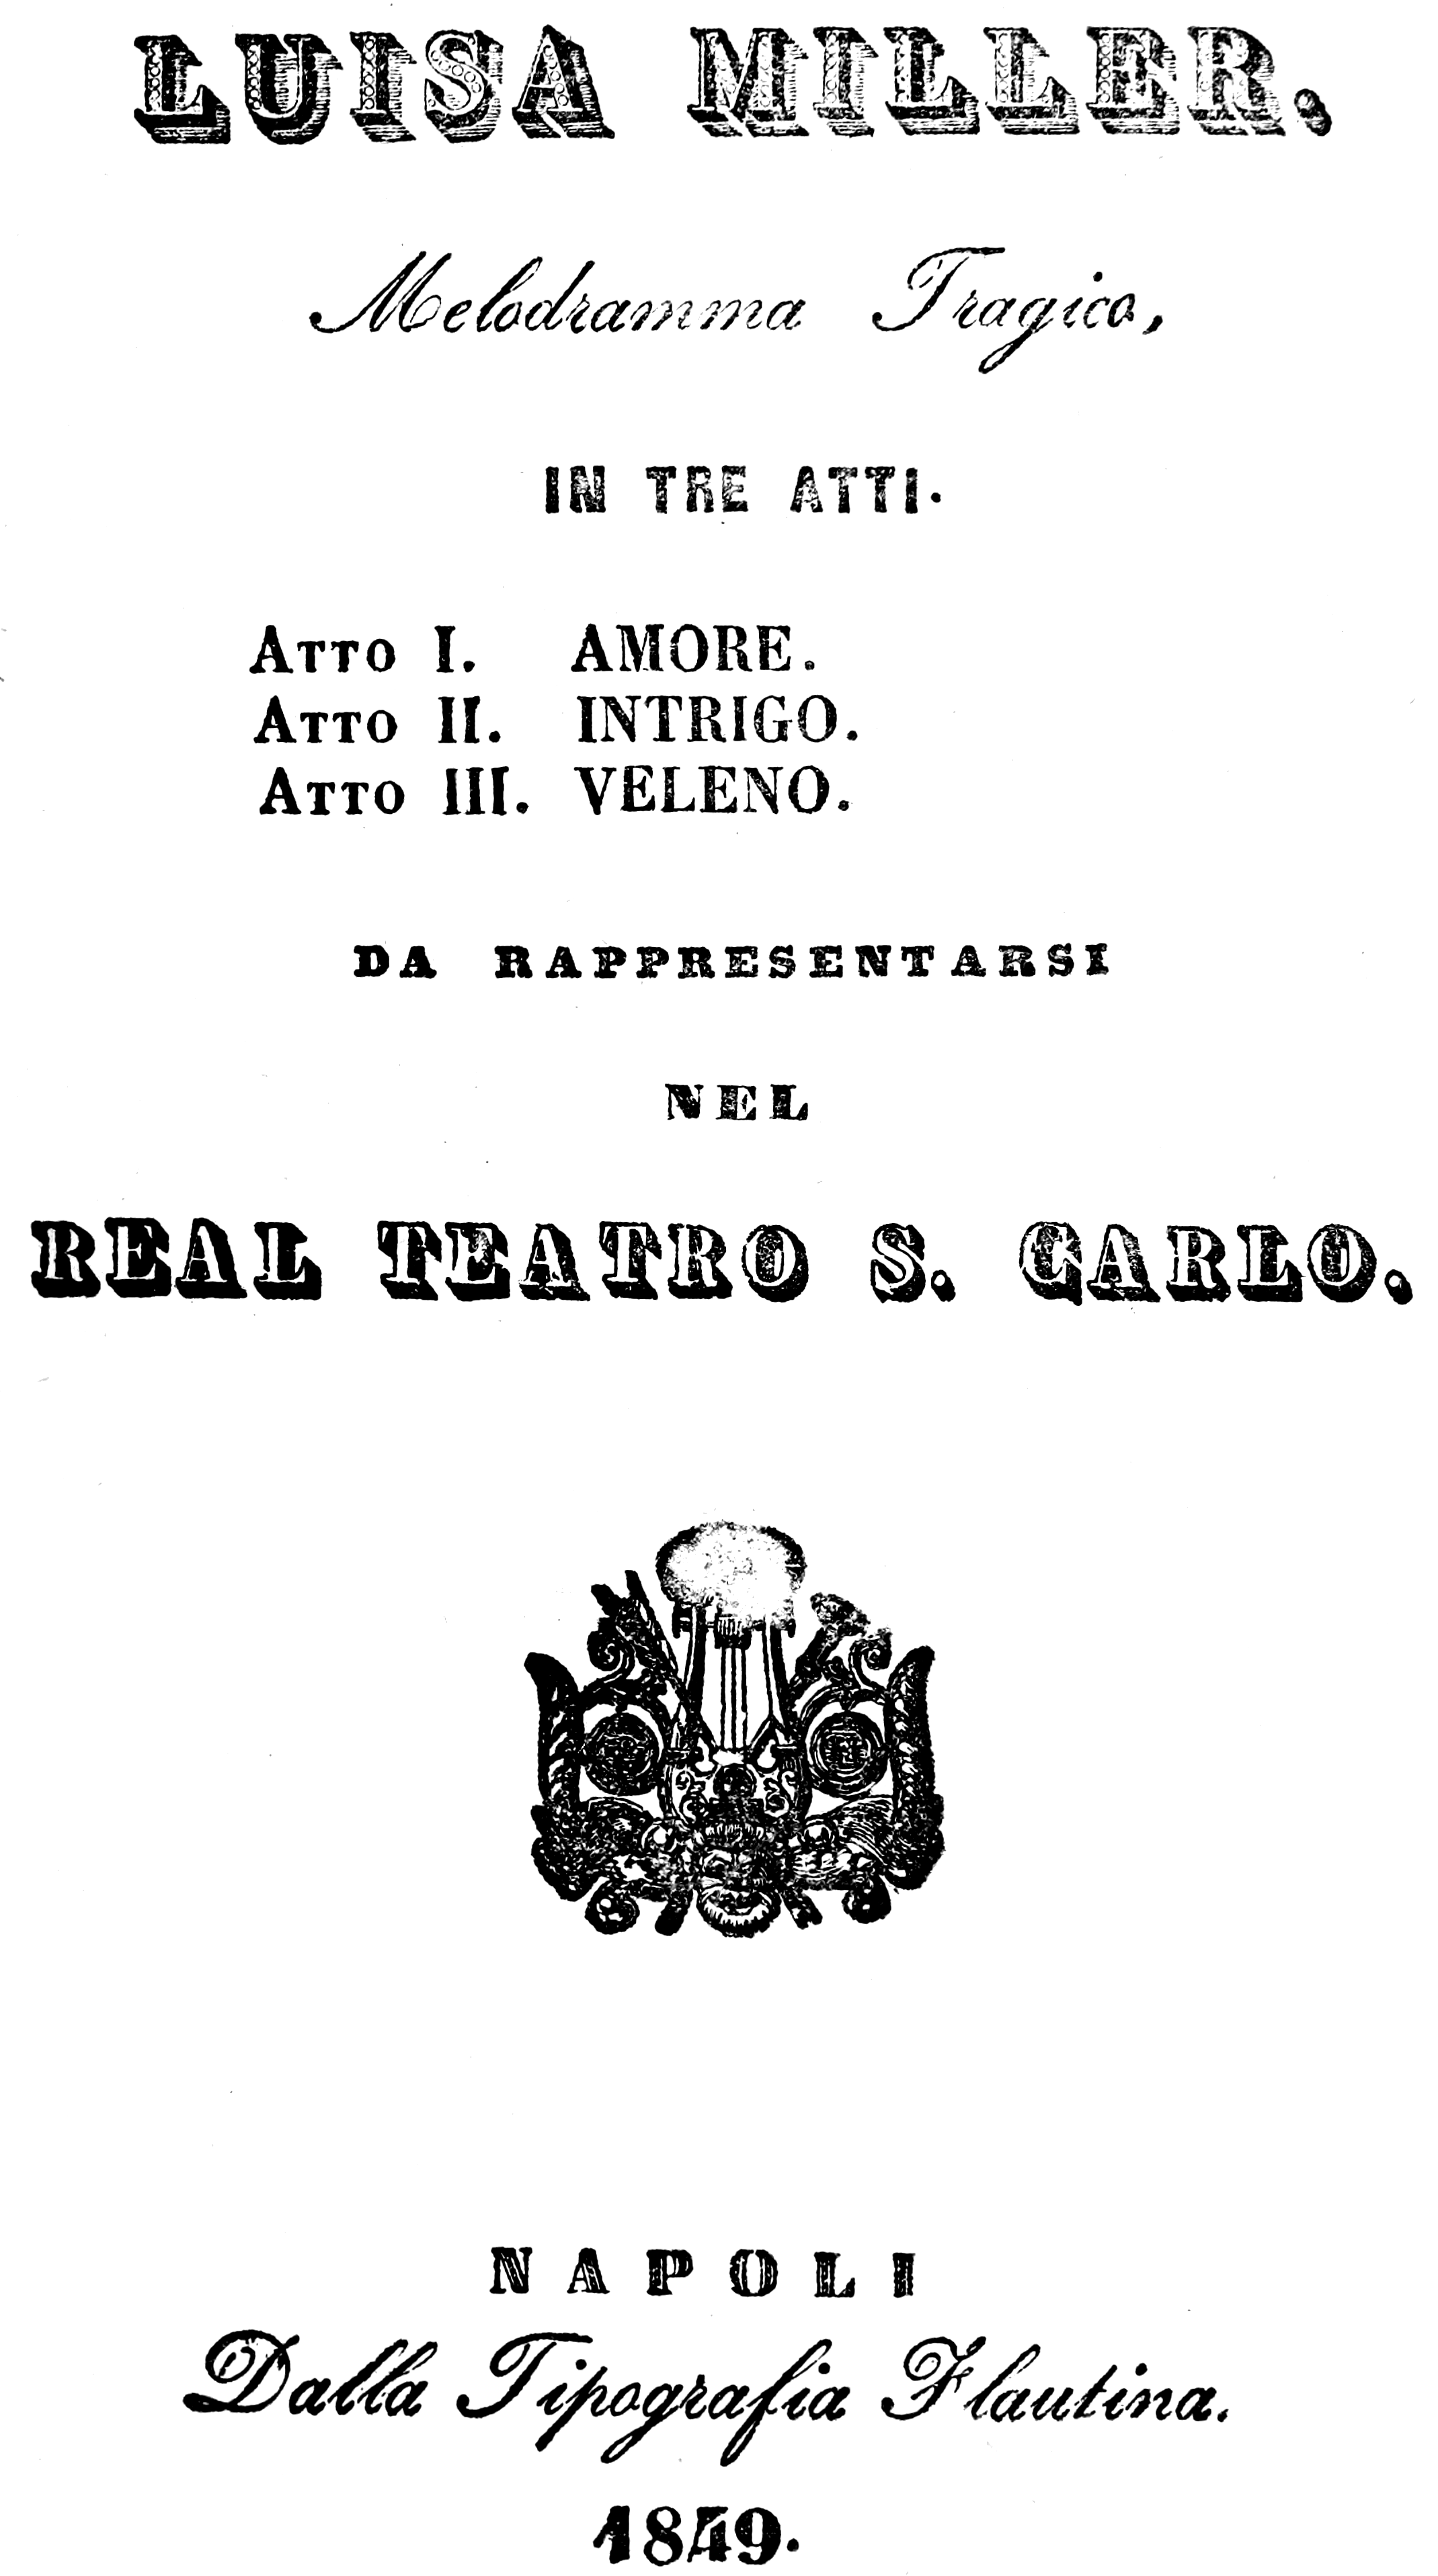 LUISA MILLER.
Melodramma Tragico,
IN TRE ATTI.
ATTO I. AMORE.
ATTO II. INTRIGO.
ATTO III. VELENO.
DA RAPPRESENTARSI
NEL
REAL TEATRO S. CARLO.
NAPOLI
Dalla Tipografia Flautina.
1849.